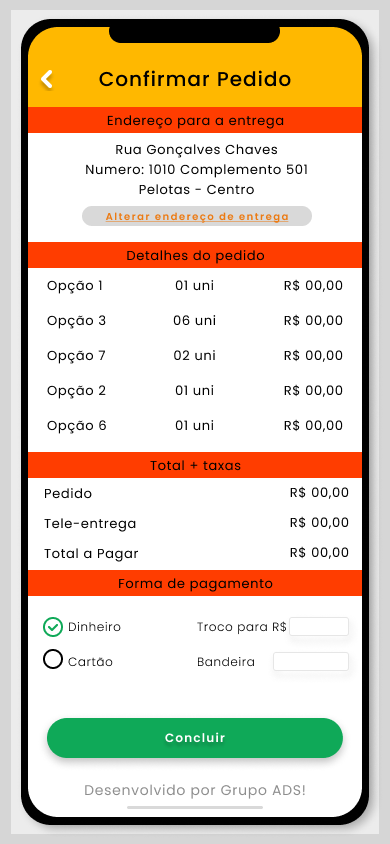 Confirmar Pedido
Endereço para a entrega
Rua Gonçalves Chaves
Numero: 1010 Complemento 501
Pelotas - Centro
Alterar endereço de entrega
Detalhes do pedido
Opção 1 01 uni R$ 00,00
Opção 3 06 uni R$ 00,00
Opção 7 02 uni R$ 00,00
Opção 2 01 uni R$ 00,00
Opção 6 01 uni R$ 00,00
Total + taxas
Pedido R$ 00,00
Tele-entrega R$ 00,00
Total a Pagar R$ 00,00
Forma de pagamento
Dinheiro Troco para R$
Cartão Bandeira
Concluir
Desenvolvido por Grupo ADS!